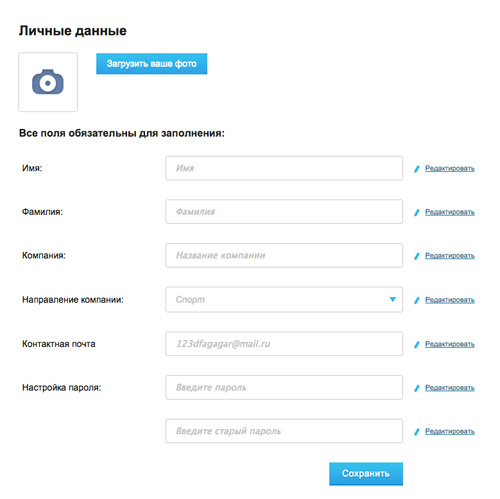 Личные данные
Загрузить ваше фото
Все поля обязательны для заполнения:
Имя: Имя Редактировать
Фамилия: Фамилия Редактировать
Компания: Название компании Редактировать
Направление компании: Спорт Редактировать
Контактная почта 123dfagagar@mail.ru Редактировать
Настройка пароля: Введите пароль Редактировать
Введите старый пароль Редактировать
Сохранить